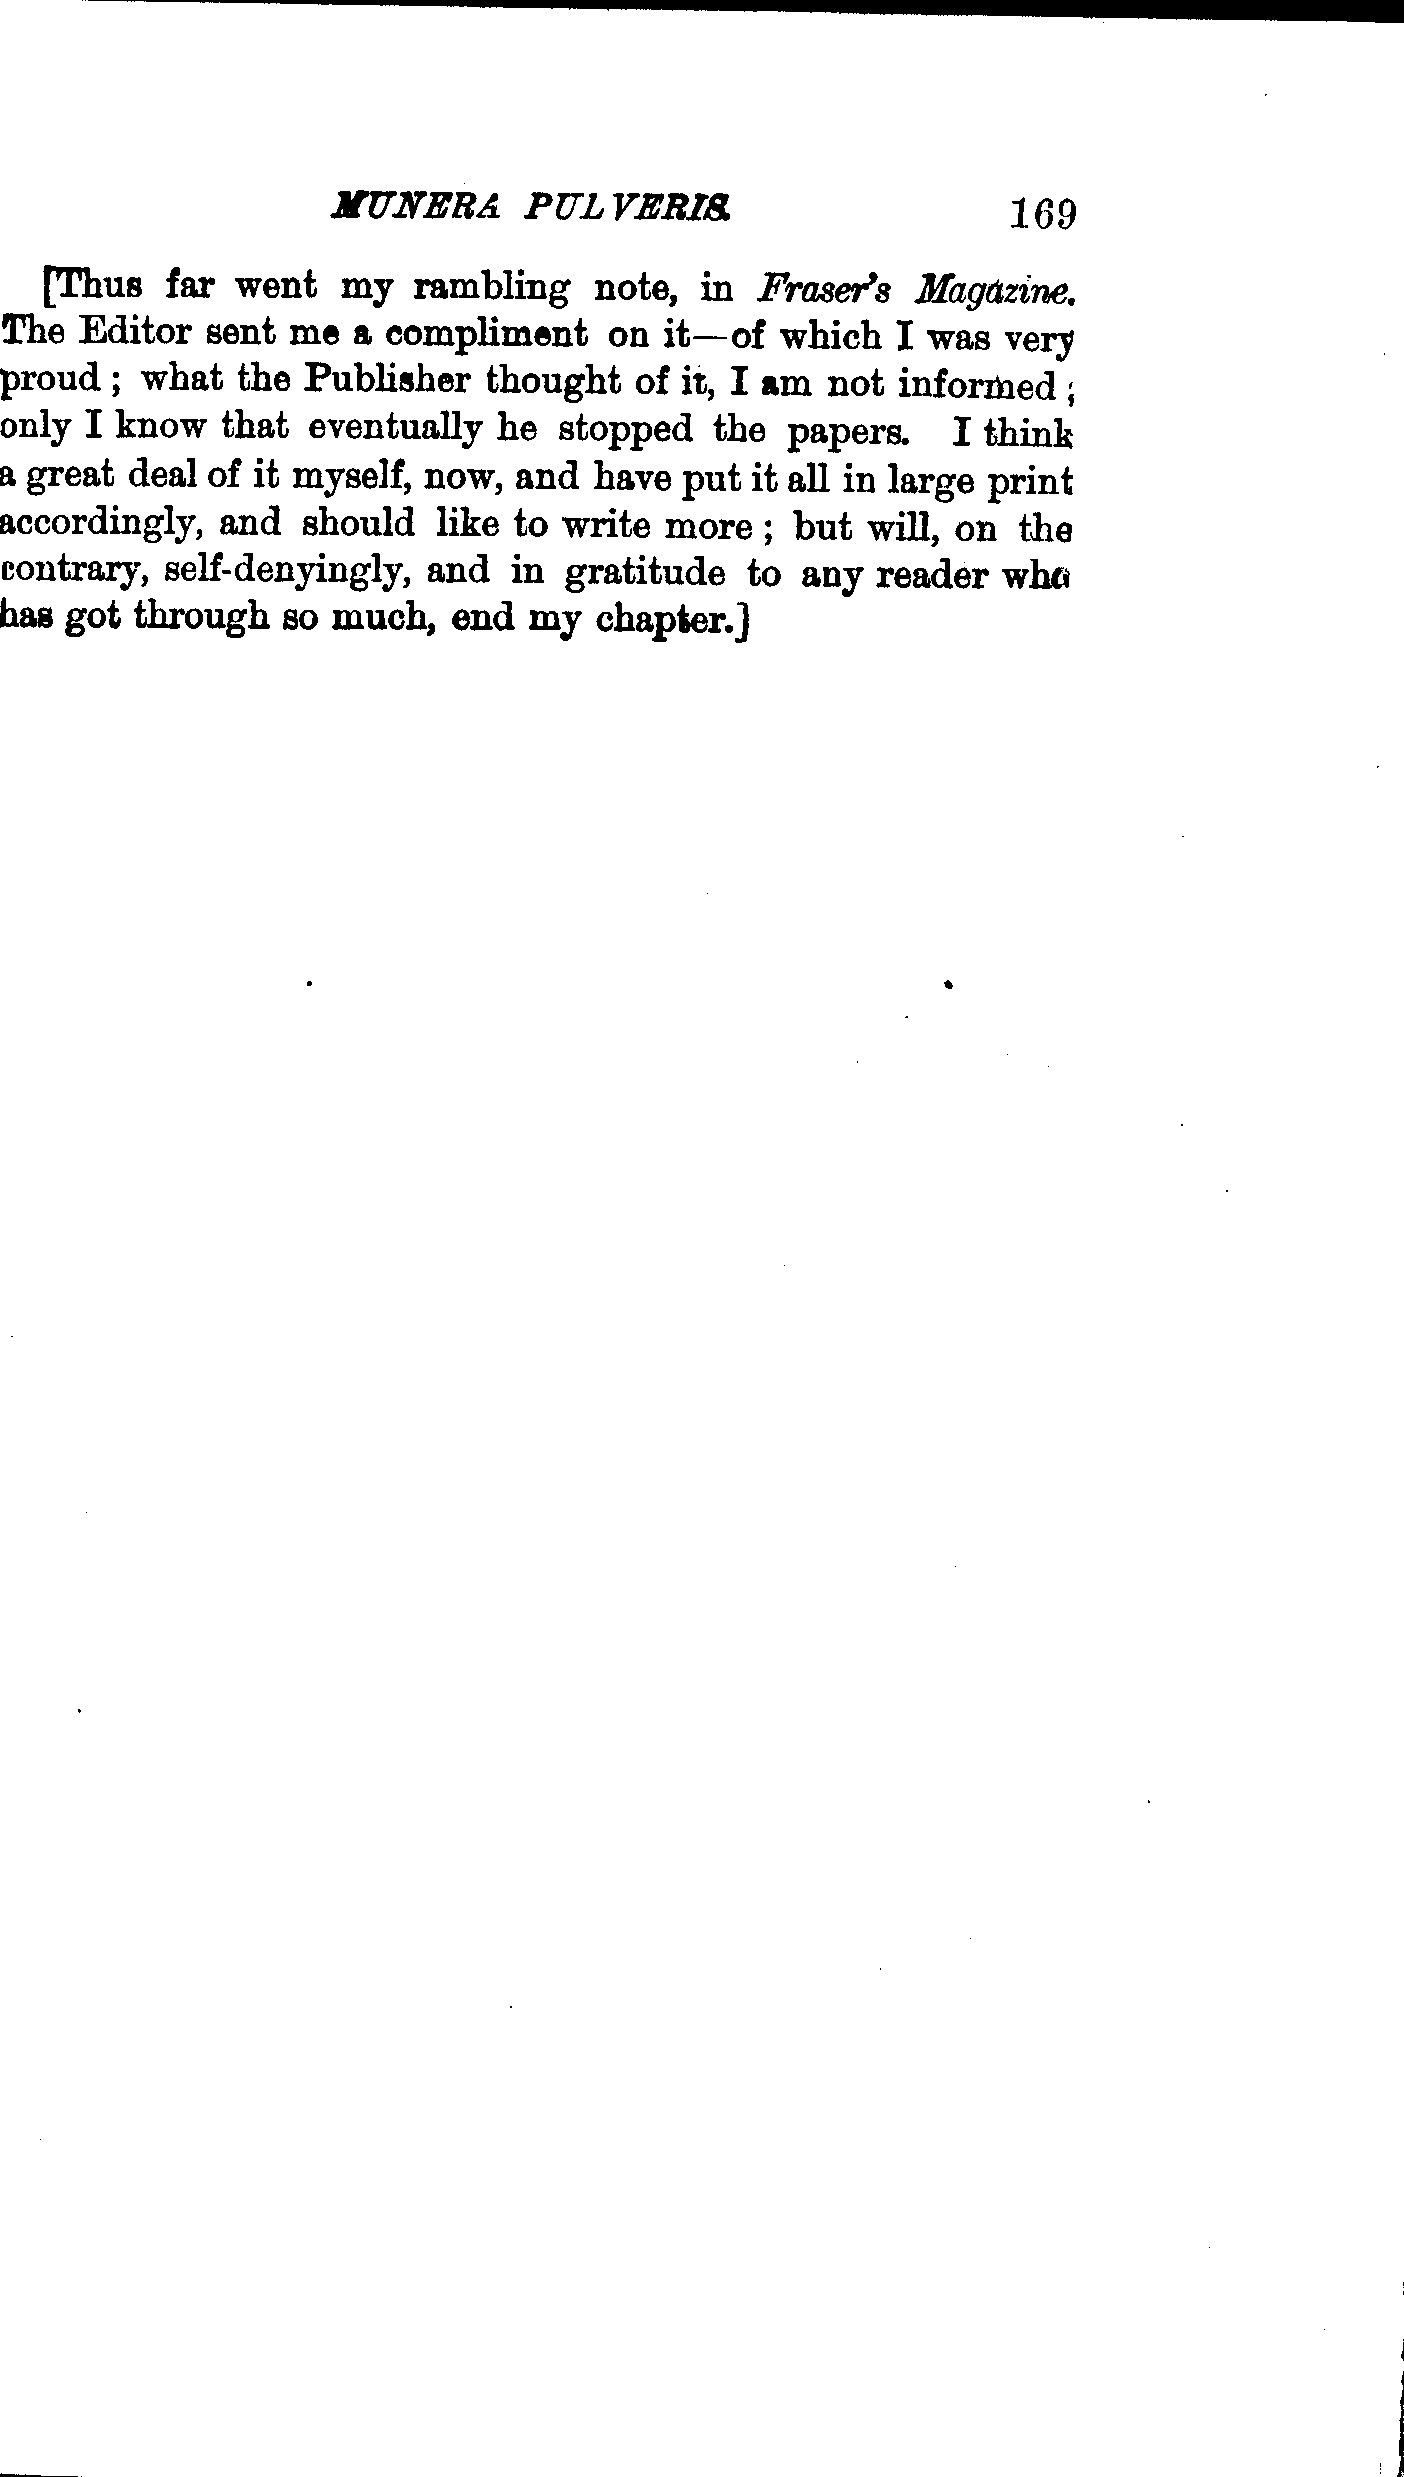 MUNERA PULVERIS. 169
[Thus far went my rambling note, in Fraser's Magazine.
The Editor sent me a compliment on it—of which I was very
proud ; what the Publisher thought of it, I am not informed ;
only I know that eventually he stopped the papers. I think
a great deal of it myself, now, and have put it all in large print
accordingly, and should like to write more ; but will, on the
contrary, self-denyingly, and in gratitude to any reader who
has got through so much, end my chapter.]